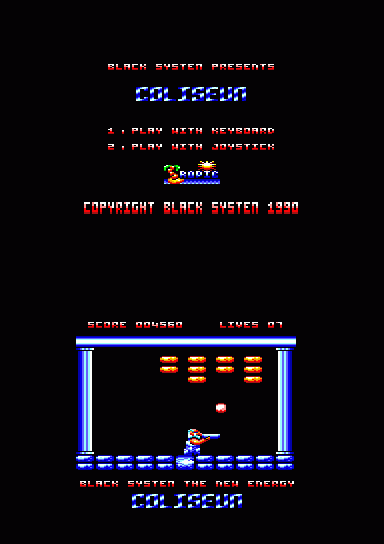 BLACK SYSTEM PRESENTS
COLISEUM
1. PLAY WITH KEYBOARD
2. PLAY WITH JOYSTICK
COPYRIGHT BLACK SYSTEM 1990
SCORE 004560 LIVES 07
BLACK SYSTEM THE NEW ENERGY
COLISEUM